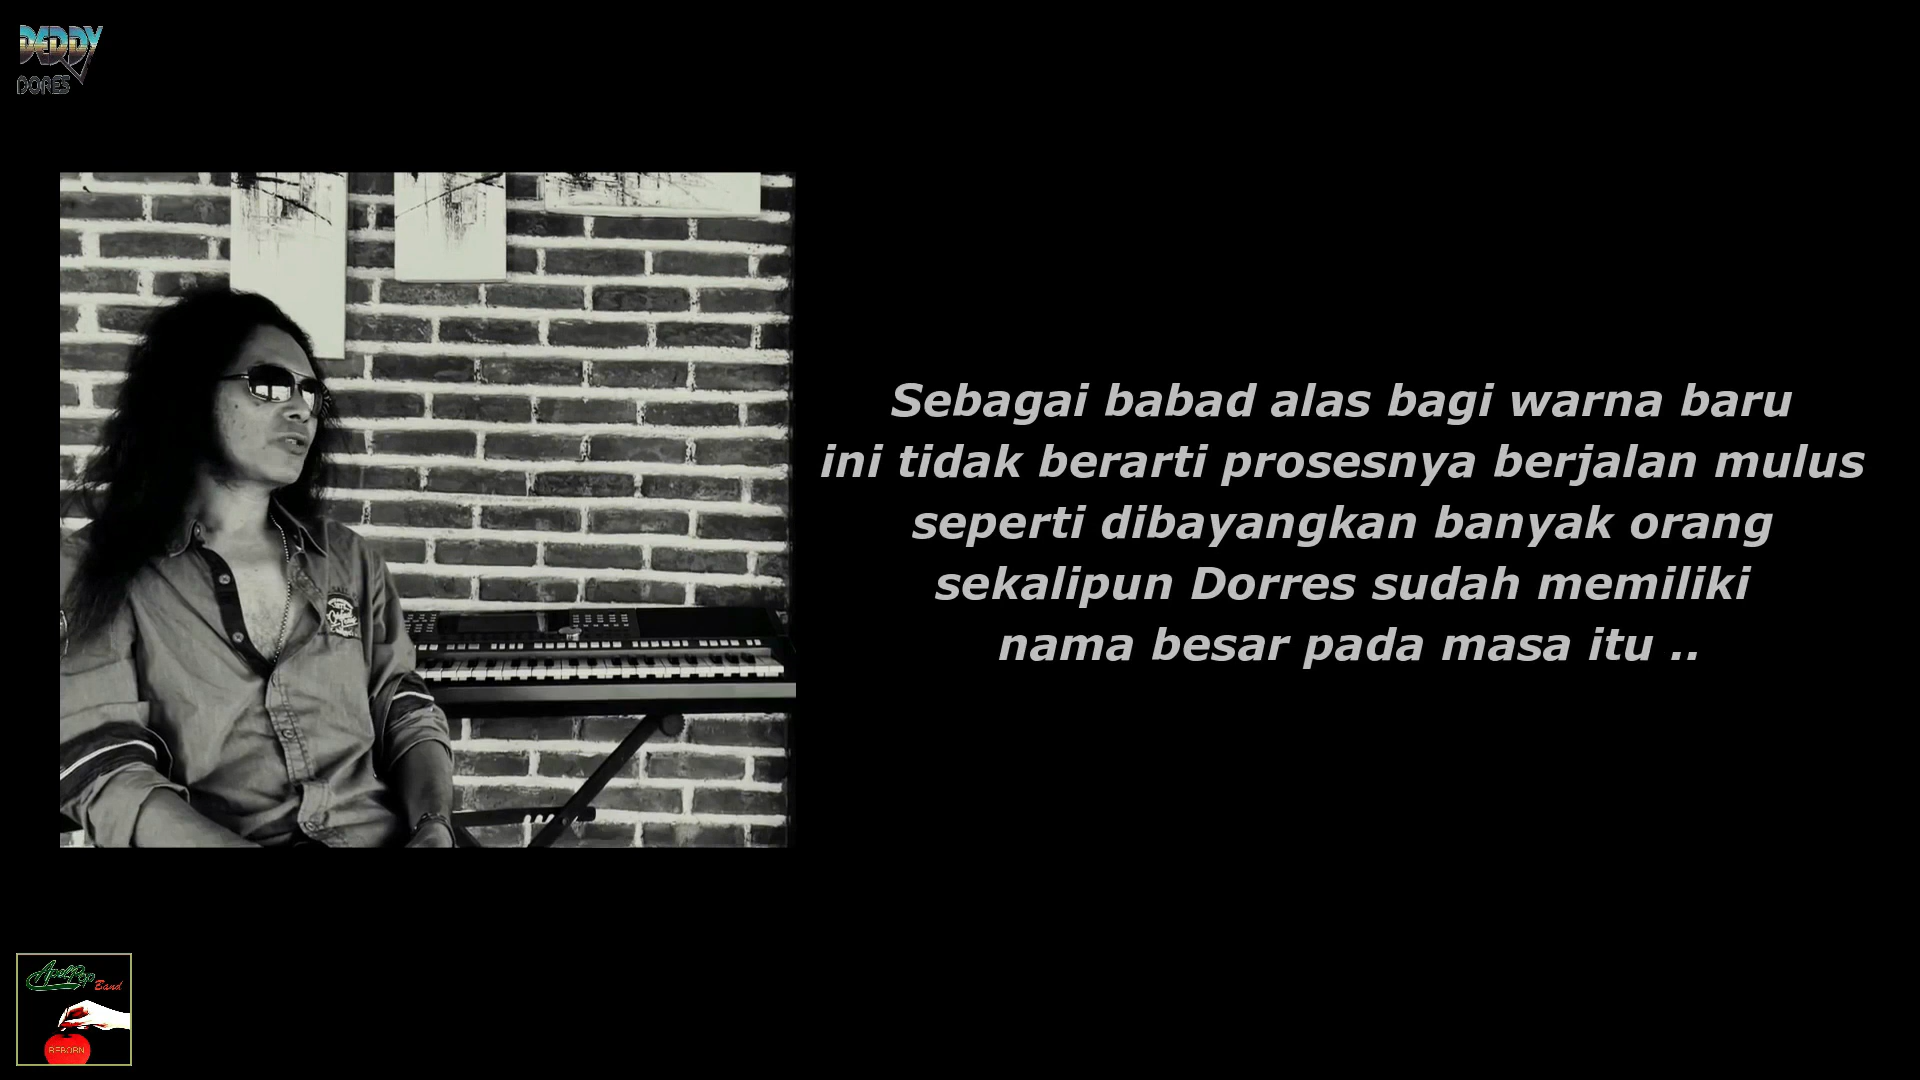 DEDDY
DORES
Sebagai babad alas bagi warna baru
ini tidak berarti prosesnya berjalan mulus
seperti dibayangkan banyak orang
sekalipun Dorres sudah memiliki
nama besar pada masa itu ..
Band
REBORN